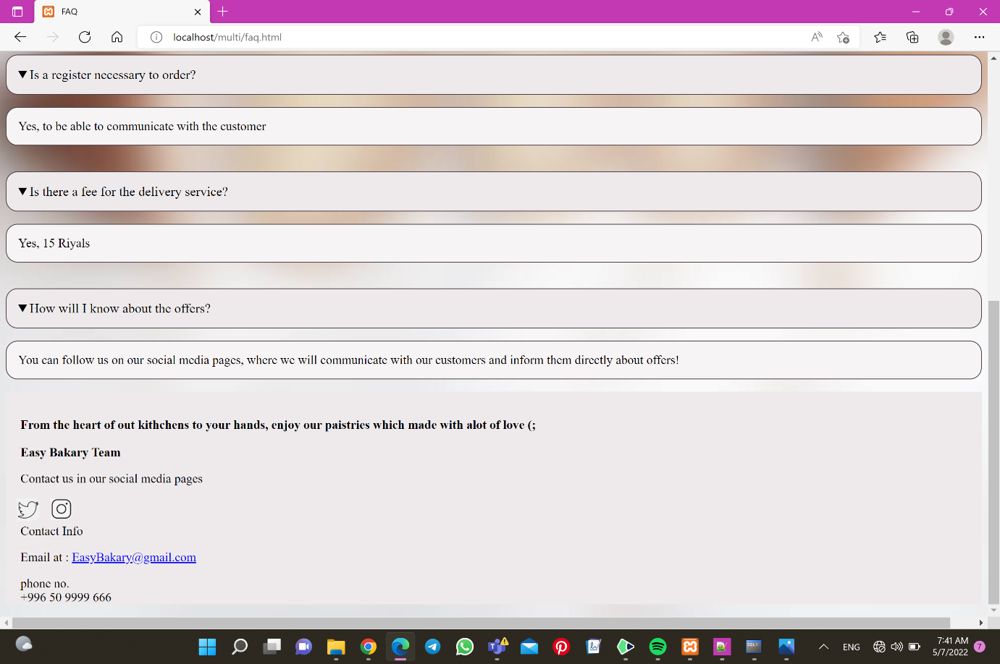 FAQ
localhost/multi/faq.html
▼ Is a register necessary to order?
Yes, to be able to communicate with the customer
▼ Is there a fee for the delivery service?
Yes, 15 Riyals
▼ How will I know about the offers?
You can follow us on our social media pages, where we will communicate with our customers and inform them directly about offers!
From the heart of out kithchens to your hands, enjoy our paistries which made with alot of love (;
Easy Bakary Team
Contact us in our social media pages
Contact Info
Email at : EasyBakary@gmail.com
phone no.
+996 50 9999 666
ENG
7:41 AM
5/7/2022
7